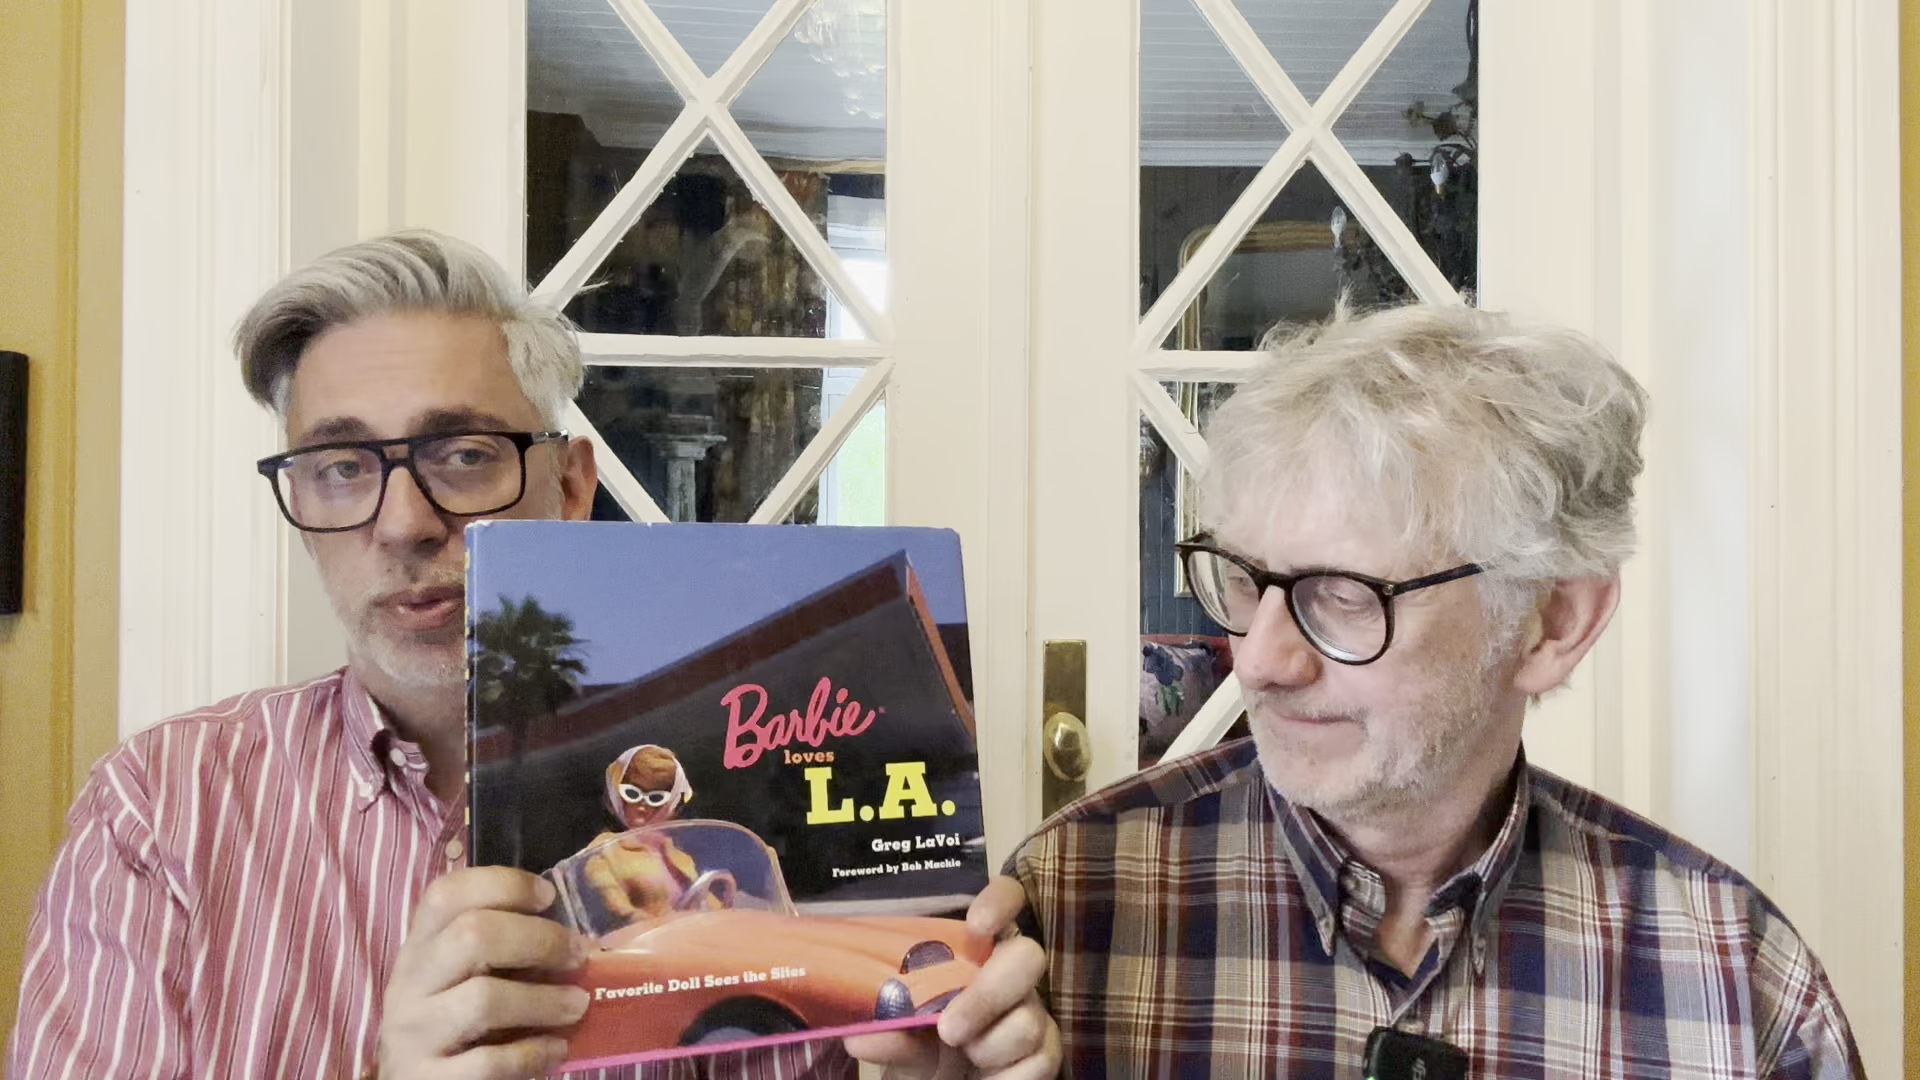 Barbie
loves
L.A.
Greg LaVoi
Foreword by Bob Mackie
Favorite Doll Sees the Sites